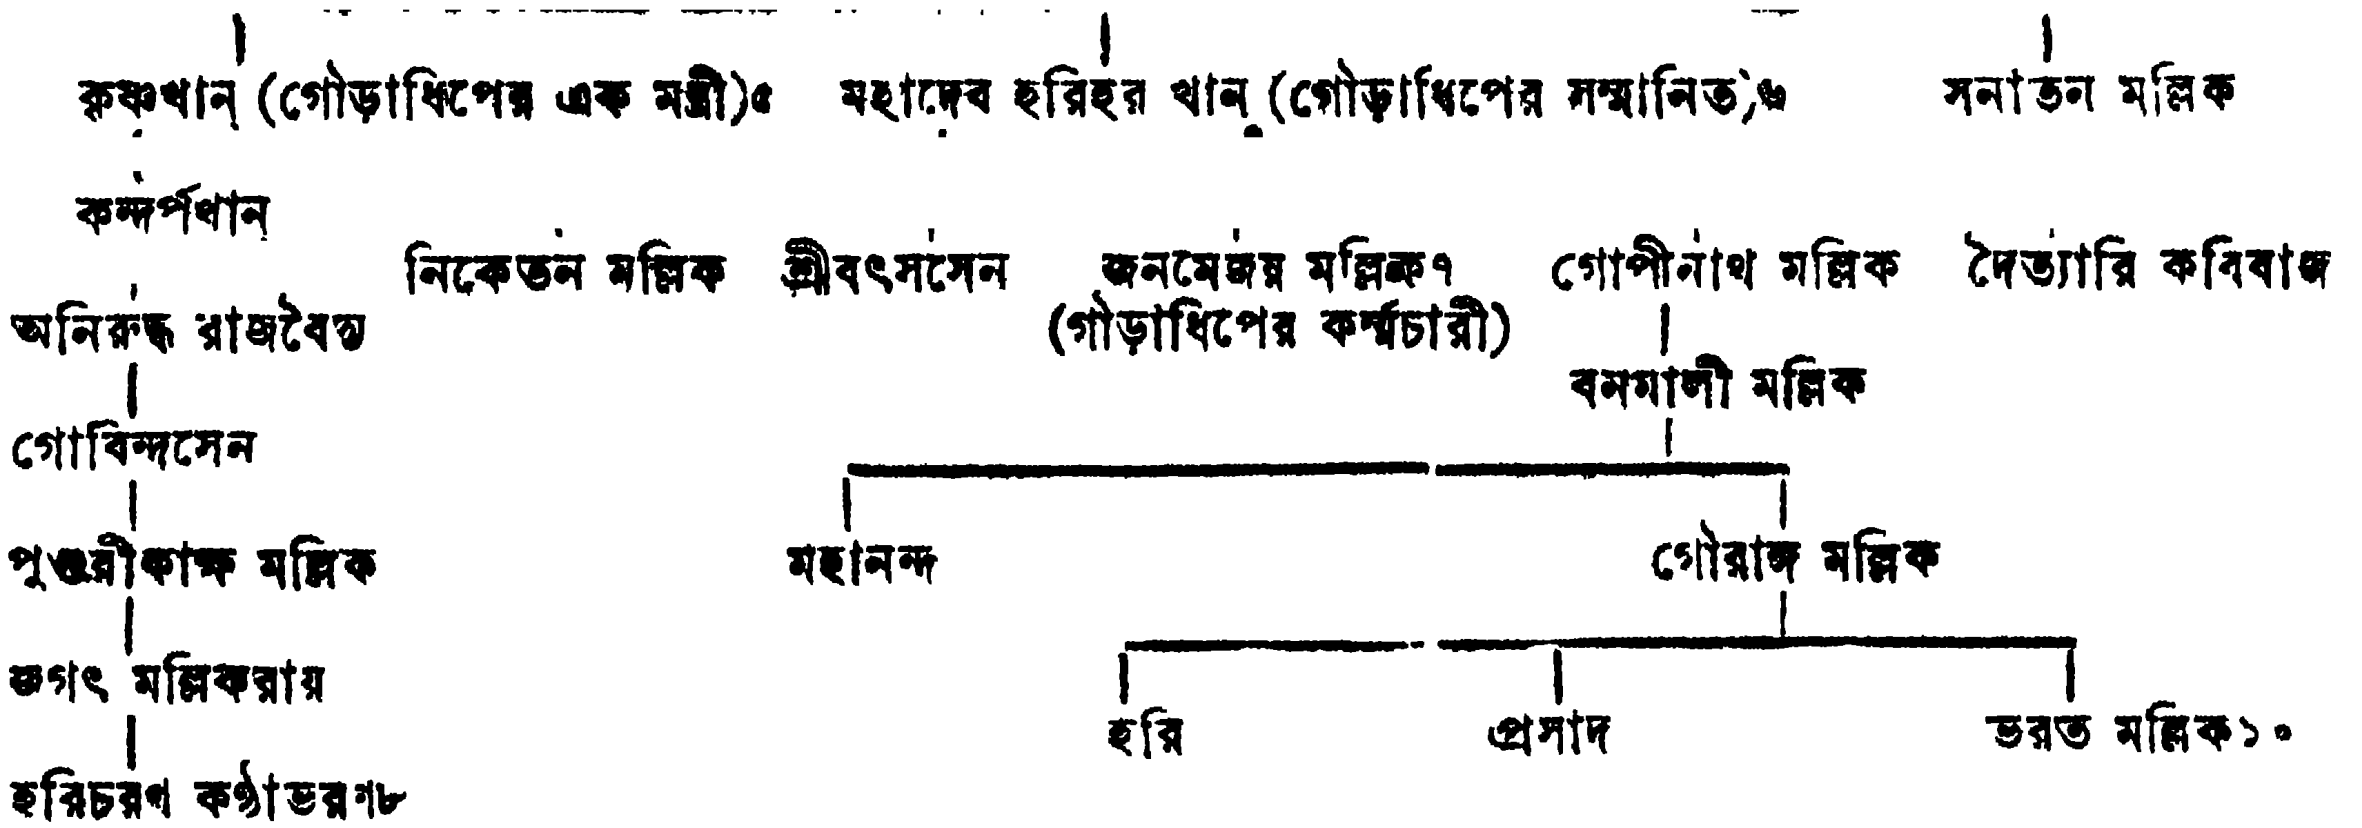 কৃষ্ণখান্ (গৌড়াধিপের এক মন্ত্রী)৫ মহাদেব হরিহর খান্ (গৌড়াধিপের সম্মানিত)৬ সনাতন মল্লিক
কন্দর্পখান্
নিকেতন মল্লিক শ্রীবৎসসেন জনমেজয় মল্লিক৭ গোপীনাথ মল্লিক দৈত্যারি কবিরাজ
অনিরুদ্ধ রাজবৈদ্য (গৌড়াধিপের কর্ম্মচারী)
বনমালী মল্লিক
গোবিন্দসেন
পুণ্ডরীকাক্ষ মল্লিক মহানন্দ গৌরাঙ্গ মল্লিক
জগৎ মল্লিকরায়
হরি প্রসাদ ভরত মল্লিক১০
হরিচরণ কণ্ঠাভরণ৮